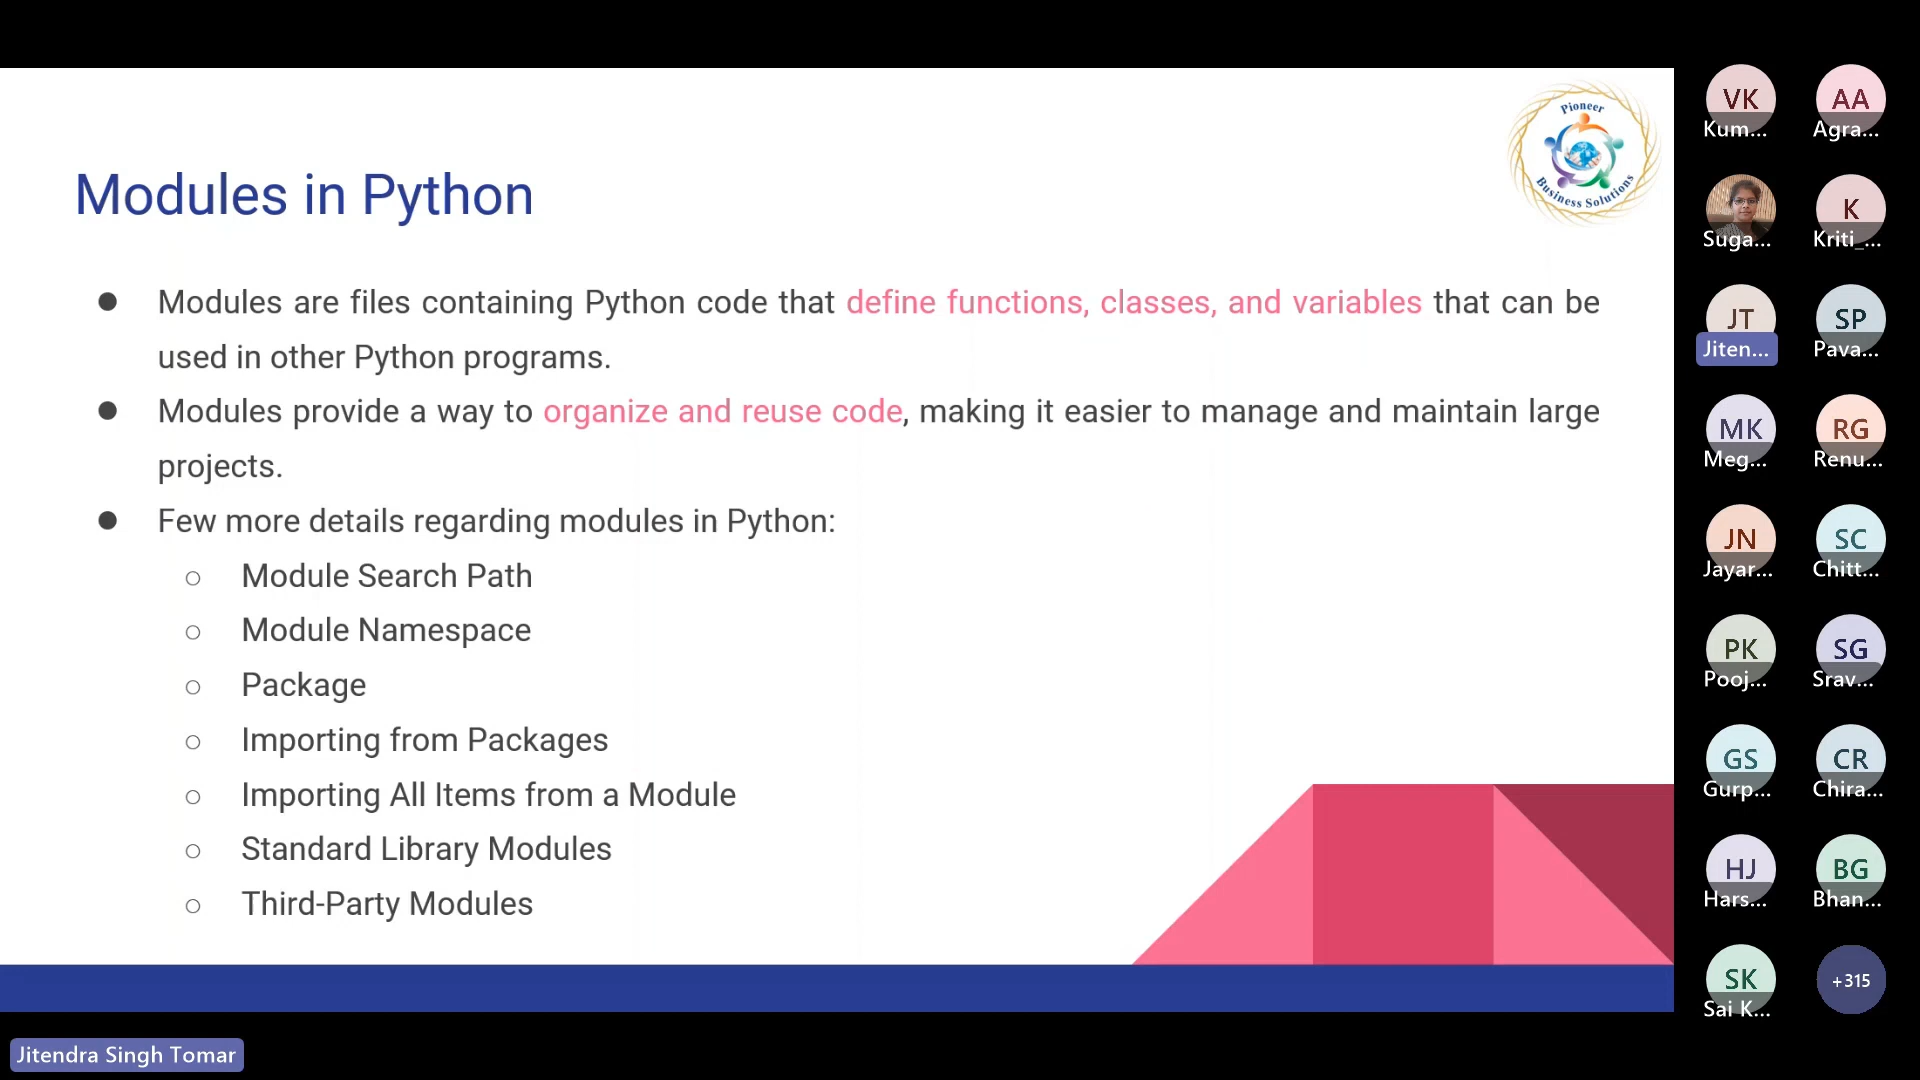 Pioneer
Business Solutions
Modules in Python
● Modules are files containing Python code that define functions, classes, and variables that can be
used in other Python programs.
● Modules provide a way to organize and reuse code, making it easier to manage and maintain large
projects.
● Few more details regarding modules in Python:
○ Module Search Path
○ Module Namespace
○ Package
○ Importing from Packages
○ Importing All Items from a Module
○ Standard Library Modules
○ Third-Party Modules
Jitendra Singh Tomar
VK AA
Kum... Agra...
K
Suga... Kriti_...
JT SP
Jiten... Pava...
MK RG
Meg... Renu...
JN SC
Jayar... Chitt...
PK SG
Pooj... Srav...
GS CR
Gurp... Chira...
HJ BG
Hars... Bhan...
SK +315
Sai K...